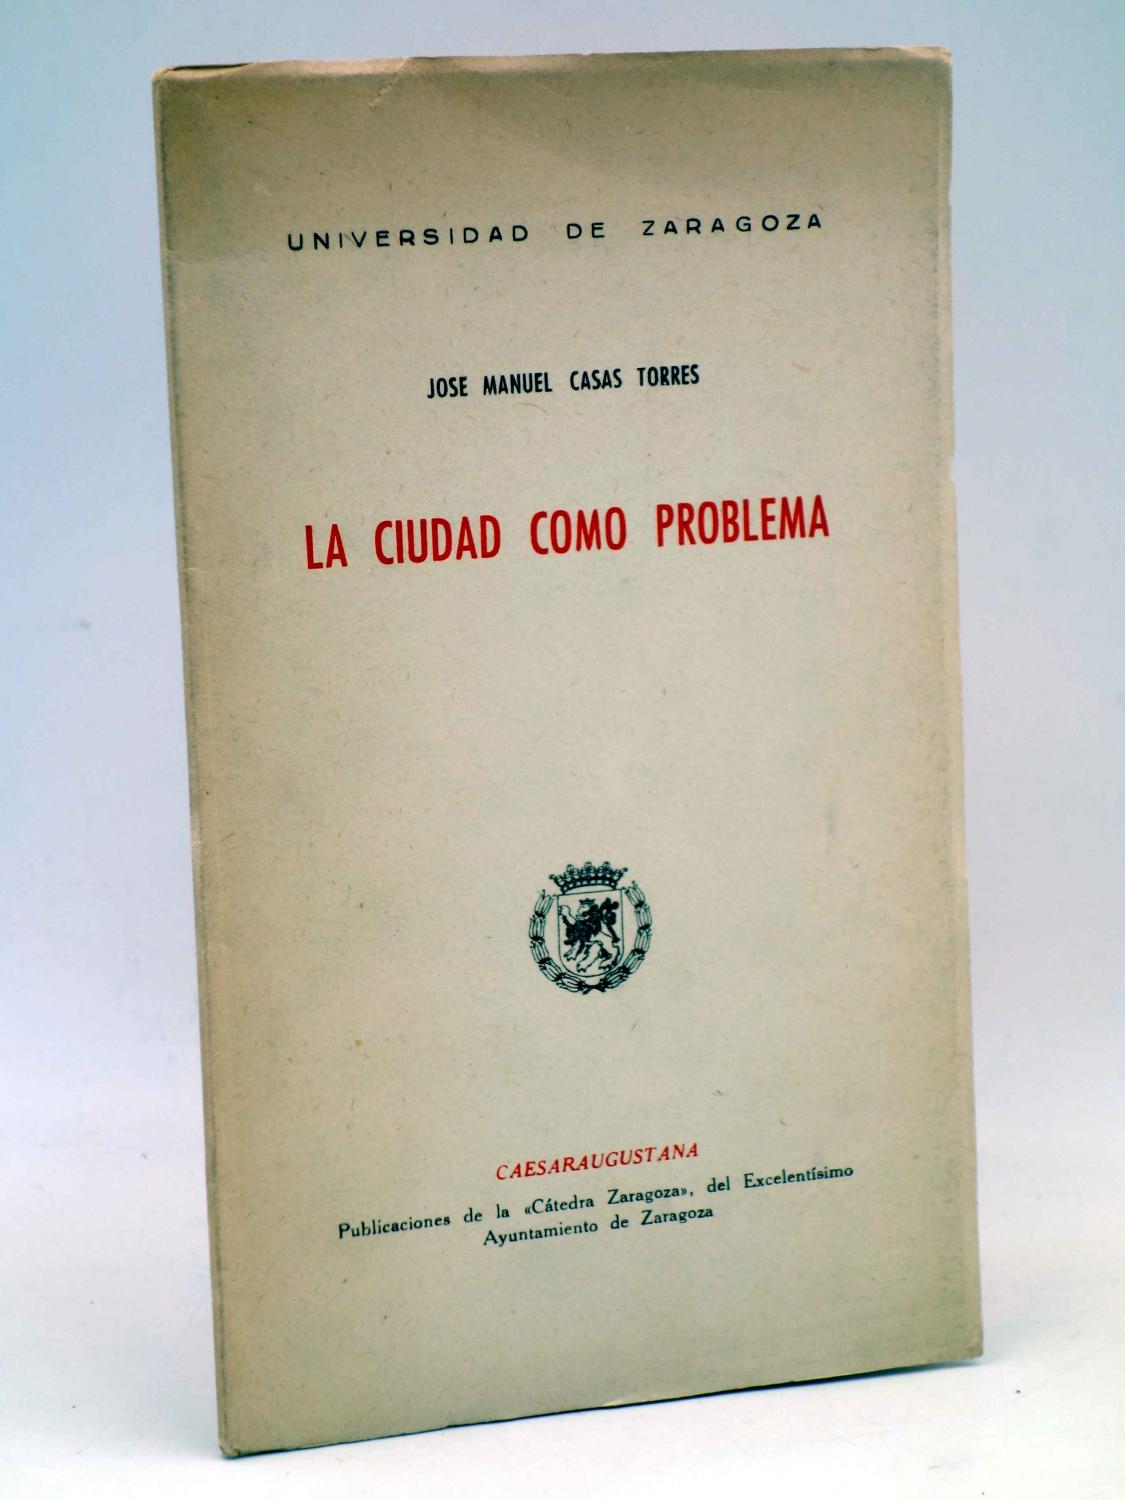 UNIVERSIDAD DE ZARAGOZA
JOSE MANUEL CASAS TORRES
LA CIUDAD COMO PROBLEMA
CAESARAUGUSTANA
Publicaciones de la «Cátedra Zaragoza», del Excelentísimo
Ayuntamiento de Zaragoza